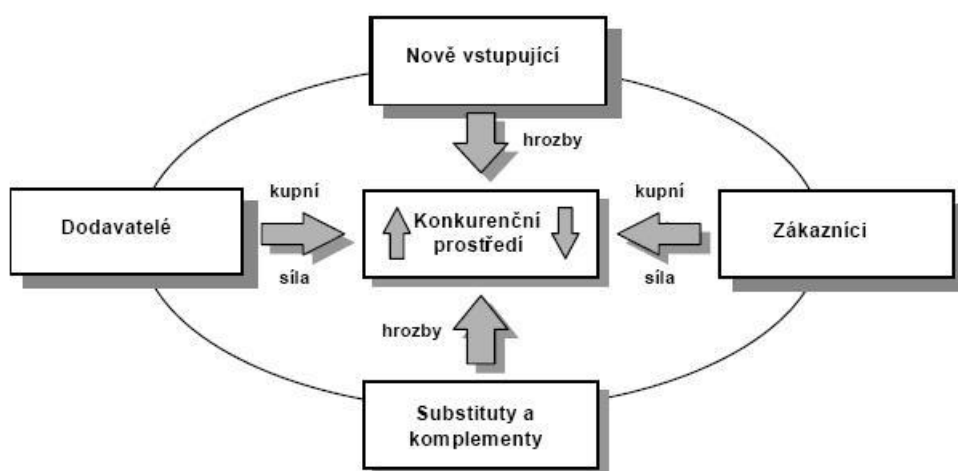 Nově vstupující
hrozby
kupní
kupní
Dodavatelé
Konkurenční
prostředí
Zákazníci
síla
síla
hrozby
Substituty a
komplementy